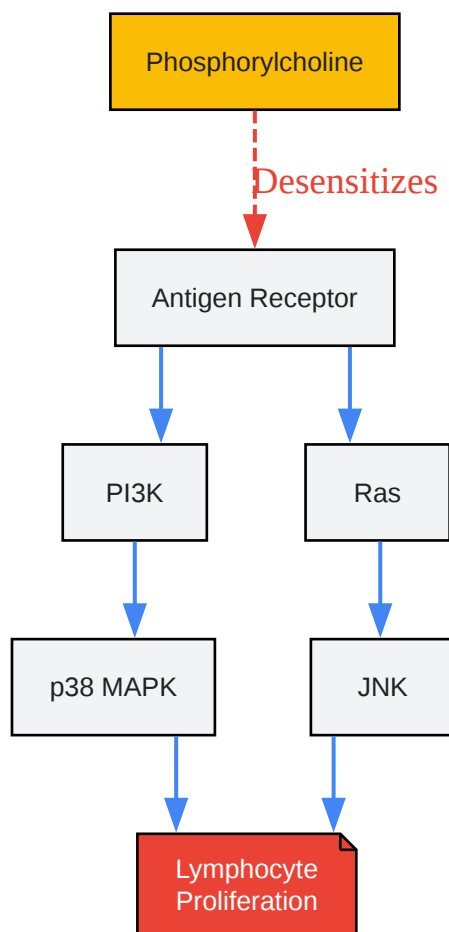 Phosphorylcholine
Desensitizes
Antigen Receptor
PI3K
Ras
p38 MAPK
JNK
Lymphocyte
Proliferation